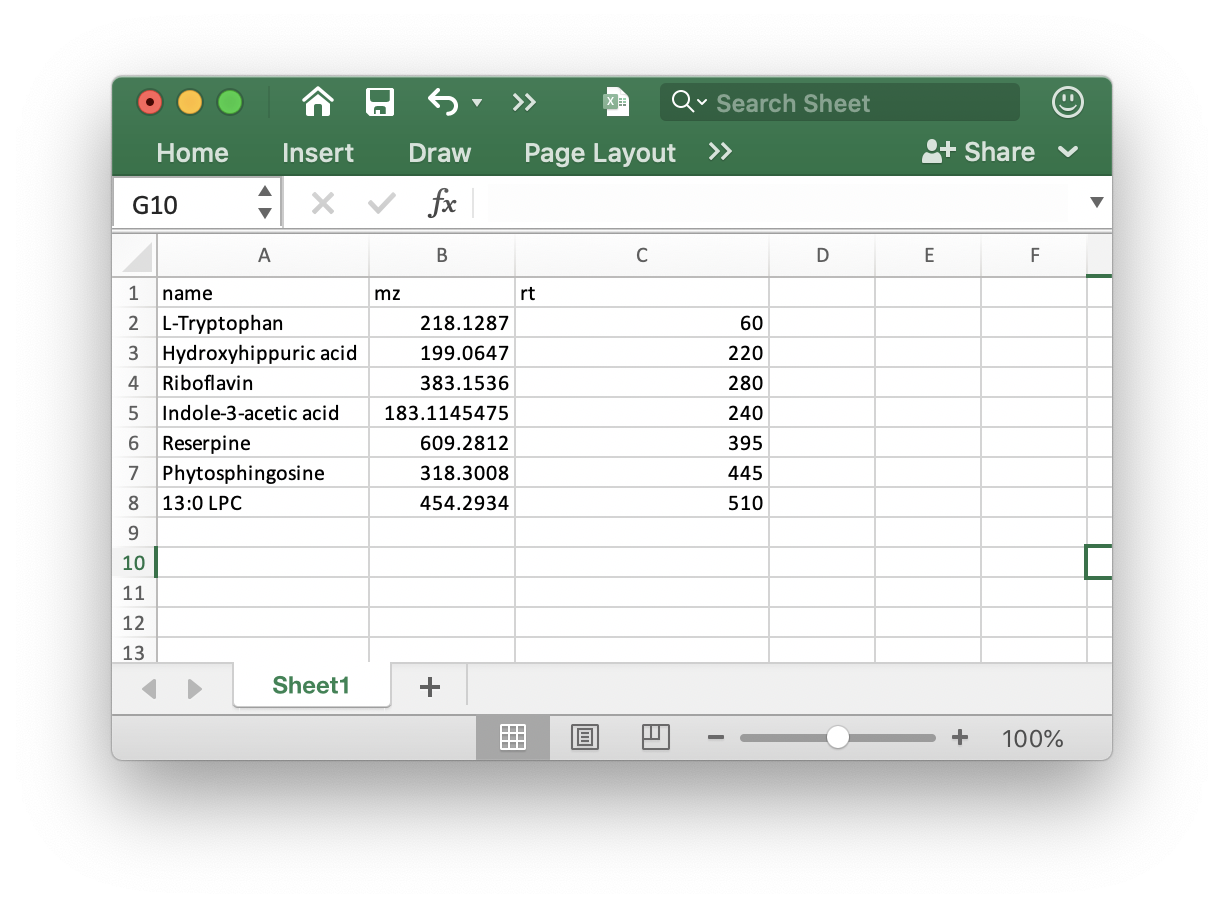 Search Sheet
Home Insert Draw Page Layout Share
G10 fx
A B C D E F
1 name mz rt
2 L-Tryptophan 218.1287 60
3 Hydroxyhippuric acid 199.0647 220
4 Riboflavin 383.1536 280
5 Indole-3-acetic acid 183.1145475 240
6 Reserpine 609.2812 395
7 Phytosphingosine 318.3008 445
8 13:0 LPC 454.2934 510
9
10
11
12
13
Sheet1
100%